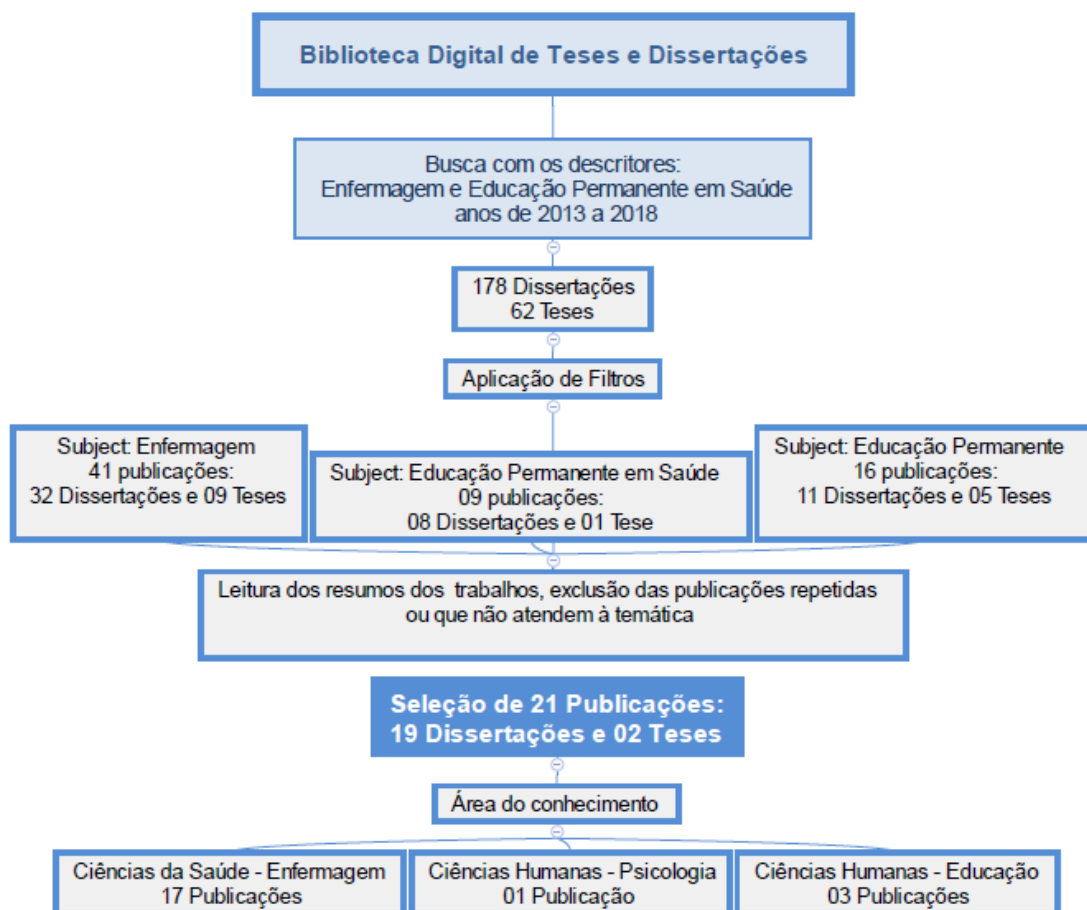 Biblioteca Digital de Teses e Dissertações
Busca com os descritores:
Enfermagem e Educação Permanente em Saúde
anos de 2013 a 2018
178 Dissertações
62 Teses
Aplicação de Filtros
Subject: Enfermagem
41 publicações:
32 Dissertações e 09 Teses
Subject: Educação Permanente em Saúde
09 publicações:
08 Dissertações e 01 Tese
Subject: Educação Permanente
16 publicações:
11 Dissertações e 05 Teses
Leitura dos resumos dos trabalhos, exclusão das publicações repetidas
ou que não atendem à temática
Seleção de 21 Publicações:
19 Dissertações e 02 Teses
Área do conhecimento
Ciências da Saúde - Enfermagem
17 Publicações
Ciências Humanas - Psicologia
01 Publicação
Ciências Humanas - Educação
03 Publicações